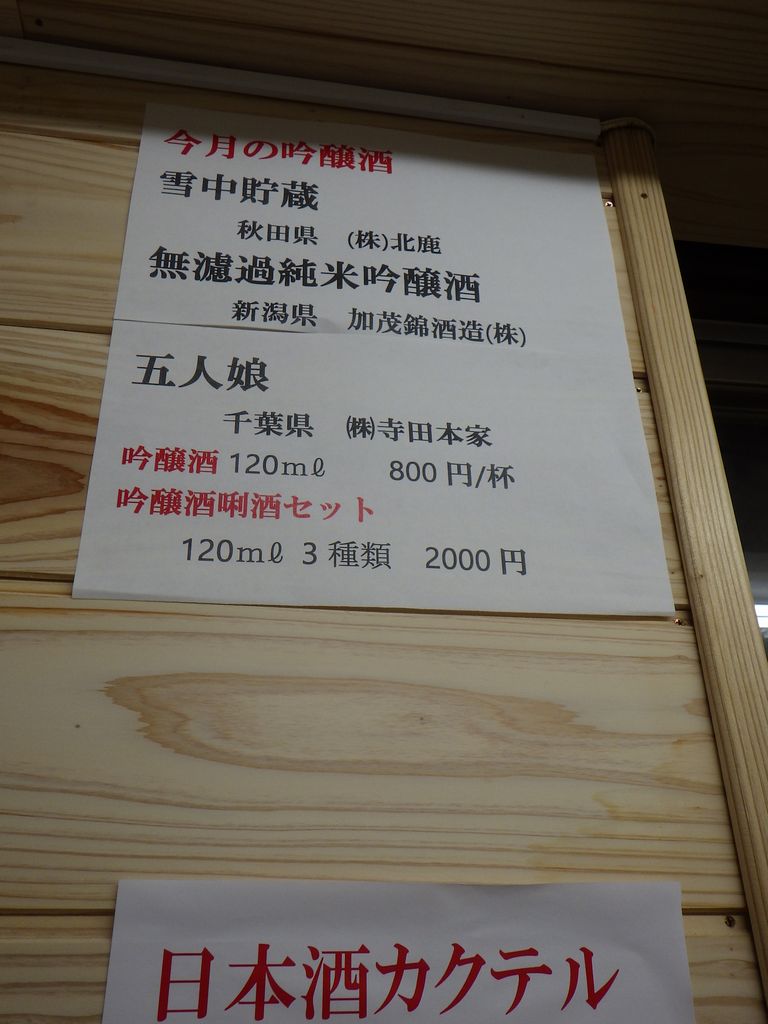 今月の吟醸酒
雪中貯蔵
秋田県 (株)北鹿
無濾過純米吟醸酒
新潟県 加茂錦酒造(株)
五人娘
千葉県 ㈱寺田本家
吟醸酒 120mℓ 800円/杯
吟醸酒唎酒セット
120mℓ 3種類 2000円
日本酒カクテル